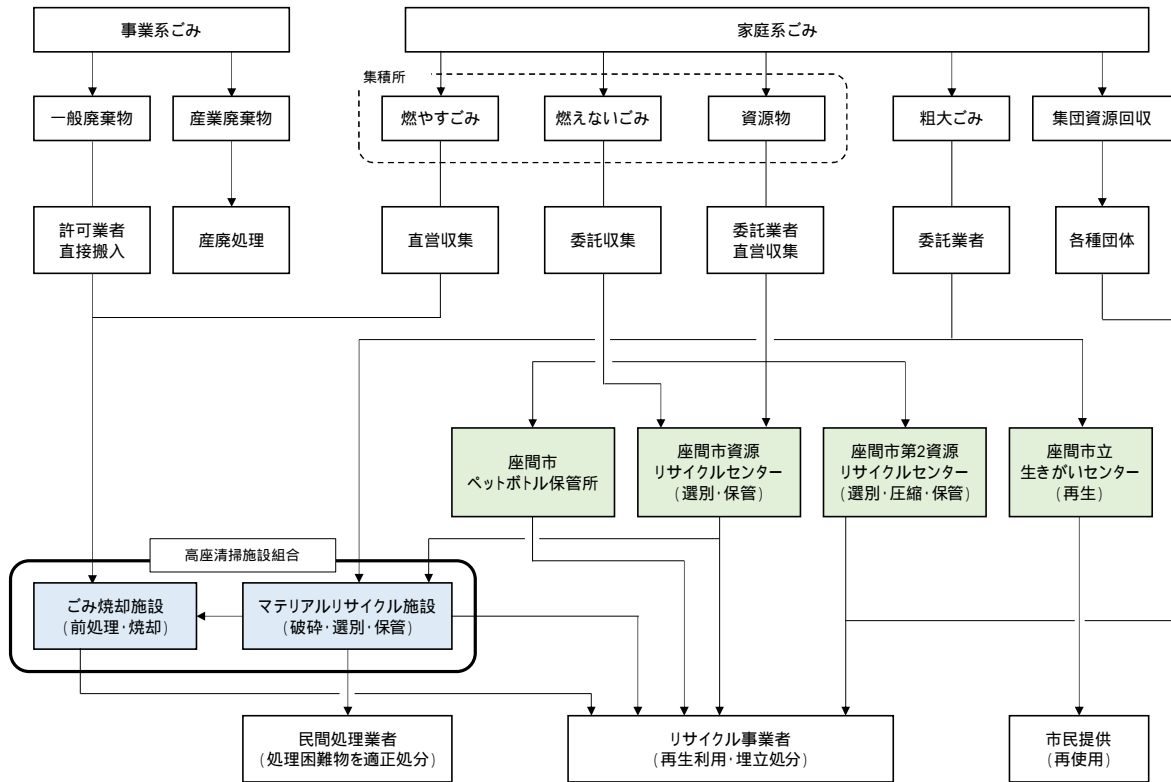 事業系ごみ
家庭系ごみ
集積所
一般廃棄物
産業廃棄物
燃やすごみ
燃えないごみ
資源物
粗大ごみ
集団資源回収
許可業者
直接搬入
産廃処理
直営収集
委託収集
委託業者
直営収集
委託業者
各種団体
座間市
ペットボトル保管所
座間市資源
リサイクルセンター
(選別･保管)
座間市第2資源
リサイクルセンター
(選別･圧縮･保管)
座間市立
生きがいセンター
(再生)
高座清掃施設組合
ごみ焼却施設
(前処理･焼却)
マテリアルリサイクル施設
(破砕･選別･保管)
民間処理業者
(処理困難物を適正処分)
リサイクル事業者
(再生利用･埋立処分)
市民提供
(再使用)